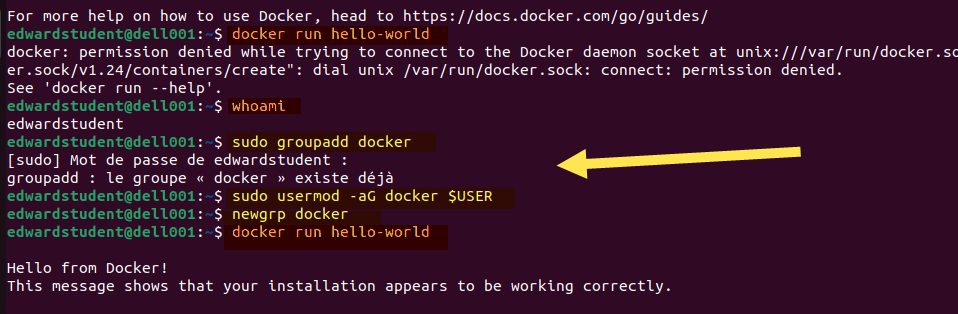 For more help on how to use Docker, head to https://docs.docker.com/go/guides/
edwardstudent@dell001:~$ docker run hello-world
docker: permission denied while trying to connect to the Docker daemon socket at unix:///var/run/docker.so
er.sock/v1.24/containers/create": dial unix /var/run/docker.sock: connect: permission denied.
See 'docker run --help'.
edwardstudent@dell001:~$ whoami
edwardstudent
edwardstudent@dell001:~$ sudo groupadd docker
[sudo] Mot de passe de edwardstudent :
groupadd : le groupe « docker » existe déjà
edwardstudent@dell001:~$ sudo usermod -aG docker $USER
edwardstudent@dell001:~$ newgrp docker
edwardstudent@dell001:~$ docker run hello-world
Hello from Docker!
This message shows that your installation appears to be working correctly.